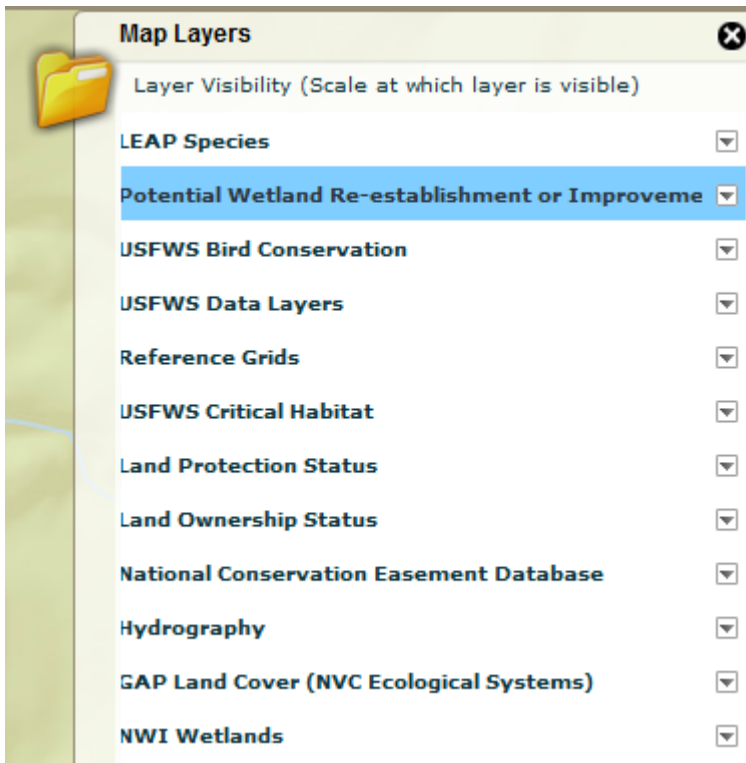 Map Layers
Layer Visibility (Scale at which layer is visible)
LEAP Species
Potential Wetland Re-establishment or Improveme
USFWS Bird Conservation
USFWS Data Layers
Reference Grids
USFWS Critical Habitat
Land Protection Status
Land Ownership Status
National Conservation Easement Database
Hydrography
GAP Land Cover (NVC Ecological Systems)
NWI Wetlands